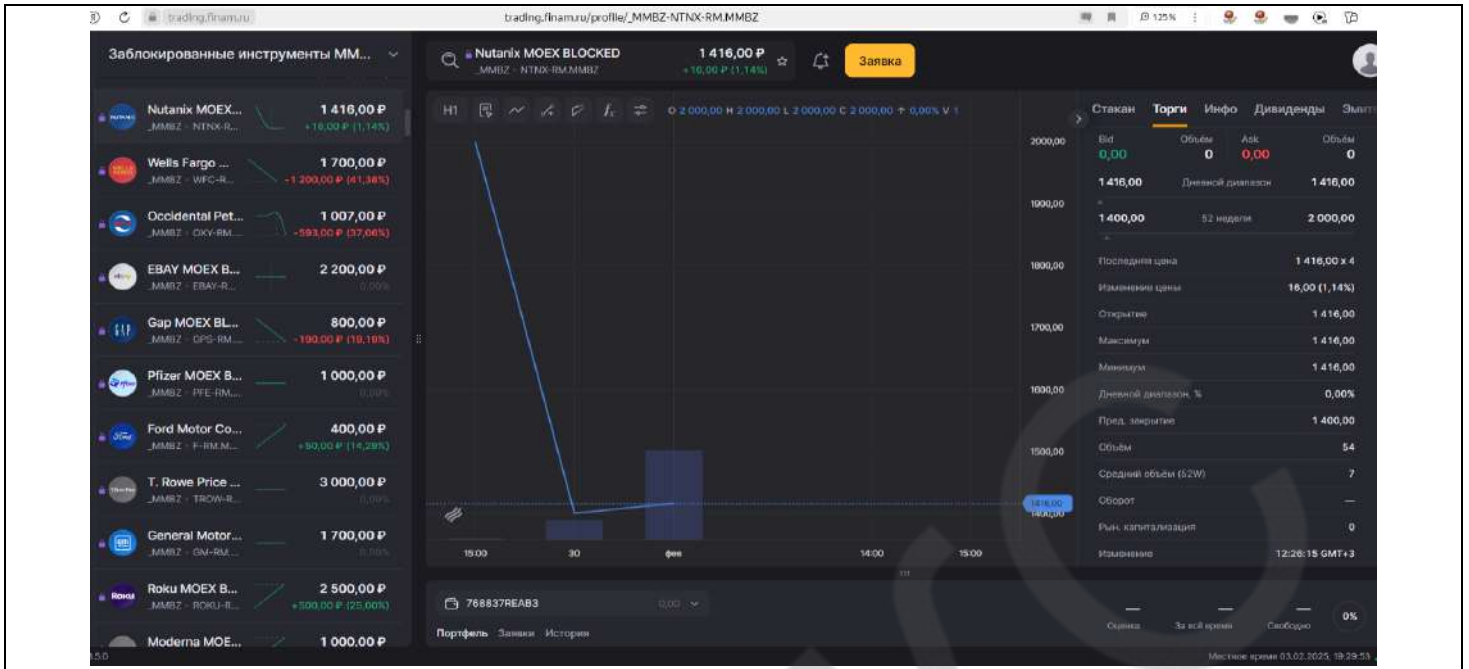 trading.finam.ru
trading.finam.ru/profile/_MMBZ-NTNX-RM.MMBZ
125 %
Заблокированные инструменты MM...
Nutanix MOEX BLOCKED
_MMBZ - NTNX-RM.MMBZ
1 416,00 ₽
+16,00 ₽ (1,14%)
Заявка
Nutanix MOEX...
1 416,00 ₽
_MMBZ - NTNX-R...
+16,00 ₽ (1,14%)
Wells Fargo ...
1 700,00 ₽
_MMBZ - WFC-R...
-1 200,00 ₽ (41,38%)
Occidental Pet...
1 007,00 ₽
_MMBZ - OXY-RM....
-593,00 ₽ (37,06%)
EBAY MOEX B...
2 200,00 ₽
_MMBZ - EBAY-R...
0,00%
Gap MOEX BL...
800,00 ₽
_MMBZ - GPS-RM....
-190,00 ₽ (19,19%)
Pfizer MOEX B...
1 000,00 ₽
_MMBZ - PFE-RM....
0,00%
Ford Motor Co...
400,00 ₽
_MMBZ - F-RM.M...
+50,00 ₽ (14,29%)
T. Rowe Price ...
3 000,00 ₽
_MMBZ - TROW-R...
0,00%
General Motor...
1 700,00 ₽
_MMBZ - GM-RM....
0,00%
Roku MOEX B...
2 500,00 ₽
_MMBZ - ROKU-R...
+500,00 ₽ (25,00%)
Moderna MOE...
1 000,00 ₽
H1
O 2 000,00 H 2 000,00 L 2 000,00 C 2 000,00 0,00% V 1
2000,00
1900,00
1800,00
1700,00
1600,00
1500,00
1416,00
1400,00
15:00 30 фев 14:00 15:00
768837REAB3
0,00
Портфель Заявки История
Стакан Торги Инфо Дивиденды Эмит
Bid Объём Ask Объём
0,00 0 0,00 0
1 416,00 Дневной диапазон 1 416,00
1 400,00 52 недели 2 000,00
Последняя цена 1 416,00 x 4
Изменение цены 16,00 (1,14%)
Открытие 1 416,00
Максимум 1 416,00
Минимум 1 416,00
Дневной диапазон, % 0,00%
Пред. закрытие 1 400,00
Объём 54
Средний объём (52W) 7
Оборот —
Рын. капитализация 0
Изменение 12:26:15 GMT+3
— — —
Оценка За всё время Свободно
0%
Местное время 03.02.2025, 19:29:53